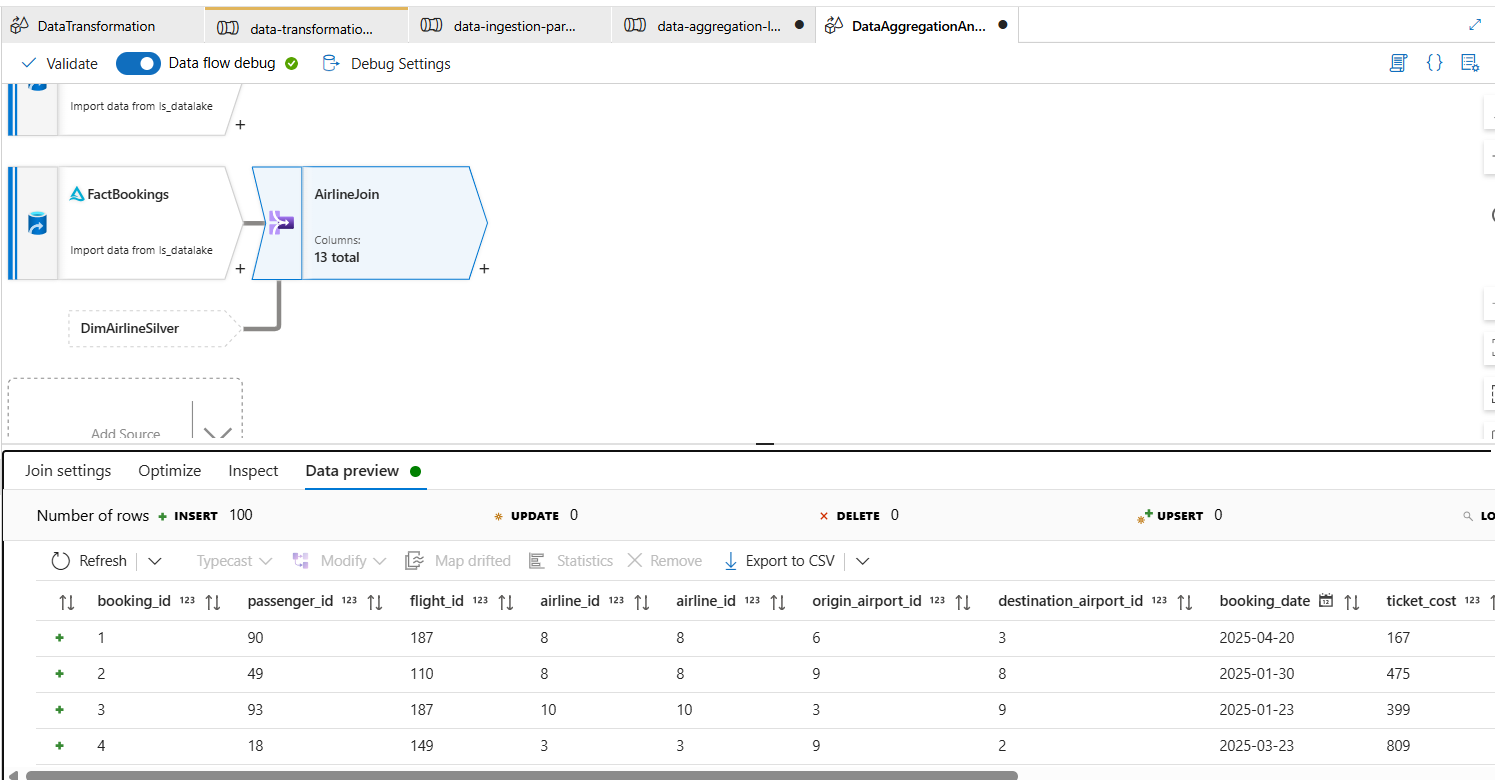 DataTransformation data-transformatio... data-ingestion-par... data-aggregation-l... DataAggregationAn...
Validate Data flow debug Debug Settings
Import data from ls_datalake
+
FactBookings AirlineJoin
Columns:
Import data from ls_datalake 13 total
+ +
DimAirlineSilver
Add Source
Join settings Optimize Inspect Data preview
Number of rows + INSERT 100 UPDATE 0 DELETE 0 UPSERT 0 LO
Refresh Typecast Modify Map drifted Statistics Remove Export to CSV
booking_id 123 passenger_id 123 flight_id 123 airline_id 123 airline_id 123 origin_airport_id 123 destination_airport_id 123 booking_date 12 ticket_cost 123
+ 1 90 187 8 8 6 3 2025-04-20 167
+ 2 49 110 8 8 9 8 2025-01-30 475
+ 3 93 187 10 10 3 9 2025-01-23 399
+ 4 18 149 3 3 9 2 2025-03-23 809